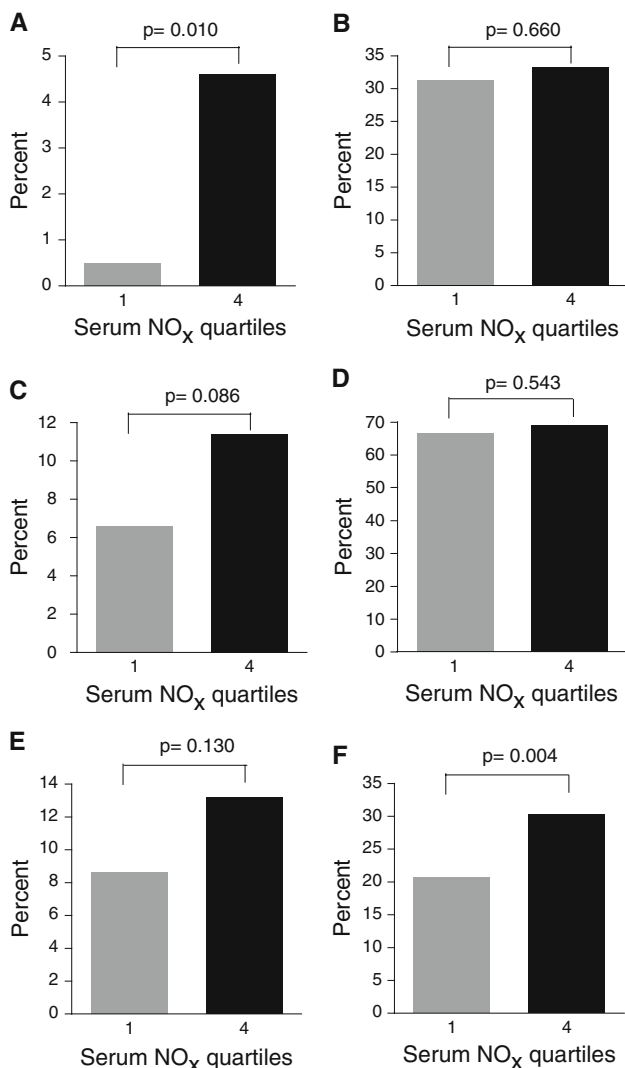 A
p= 0.010
Percent
5
4
3
2
1
0
1 4
Serum NOX quartiles
B
p= 0.660
Percent
35
30
25
20
15
10
5
0
1 4
Serum NOX quartiles
C
p= 0.086
Percent
12
10
8
6
4
2
0
1 4
Serum NOX quartiles
D
p= 0.543
Percent
70
60
50
40
30
20
10
0
1 4
Serum NOX quartiles
E
p= 0.130
Percent
14
12
10
8
6
4
2
0
1 4
Serum NOX quartiles
F
p= 0.004
Percent
35
30
25
20
15
10
5
0
1 4
Serum NOX quartiles